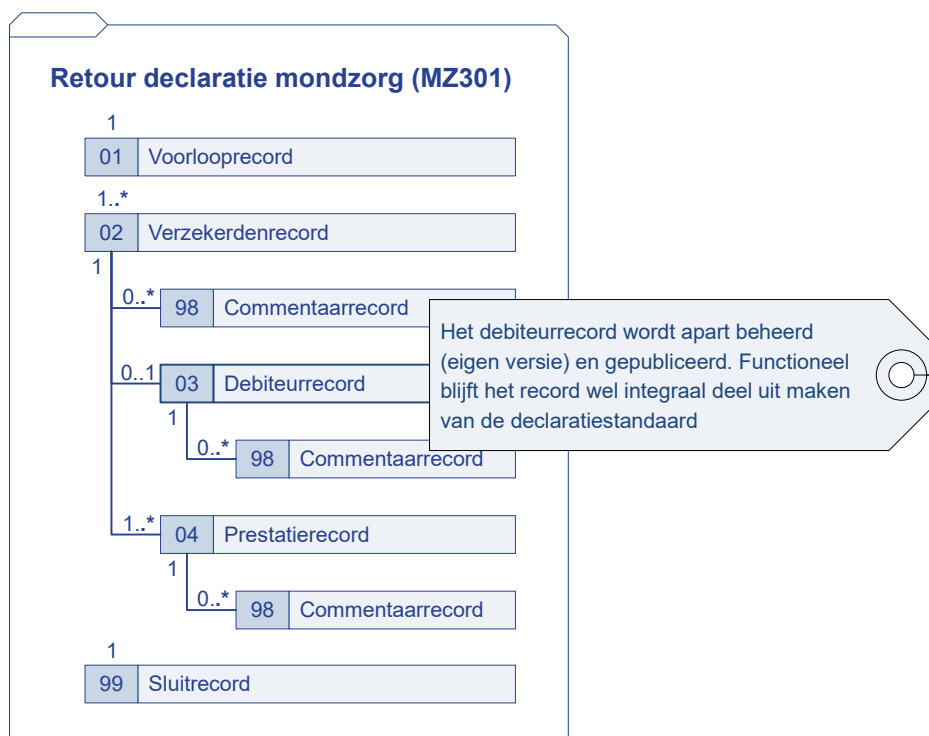 Retour declaratie mondzorg (MZ301)
1
01 Voorlooprecord
1..*
02 Verzekerdenrecord
1
0..* 98 Commentaarrecord
Het debiteurrecord wordt apart beheerd
(eigen versie) en gepubliceerd. Functioneel
blijft het record wel integraal deel uit maken
van de declaratiestandaard
0..1 03 Debiteurrecord
1
0..* 98 Commentaarrecord
1..* 04 Prestatierecord
1
0..* 98 Commentaarrecord
1
99 Sluitrecord